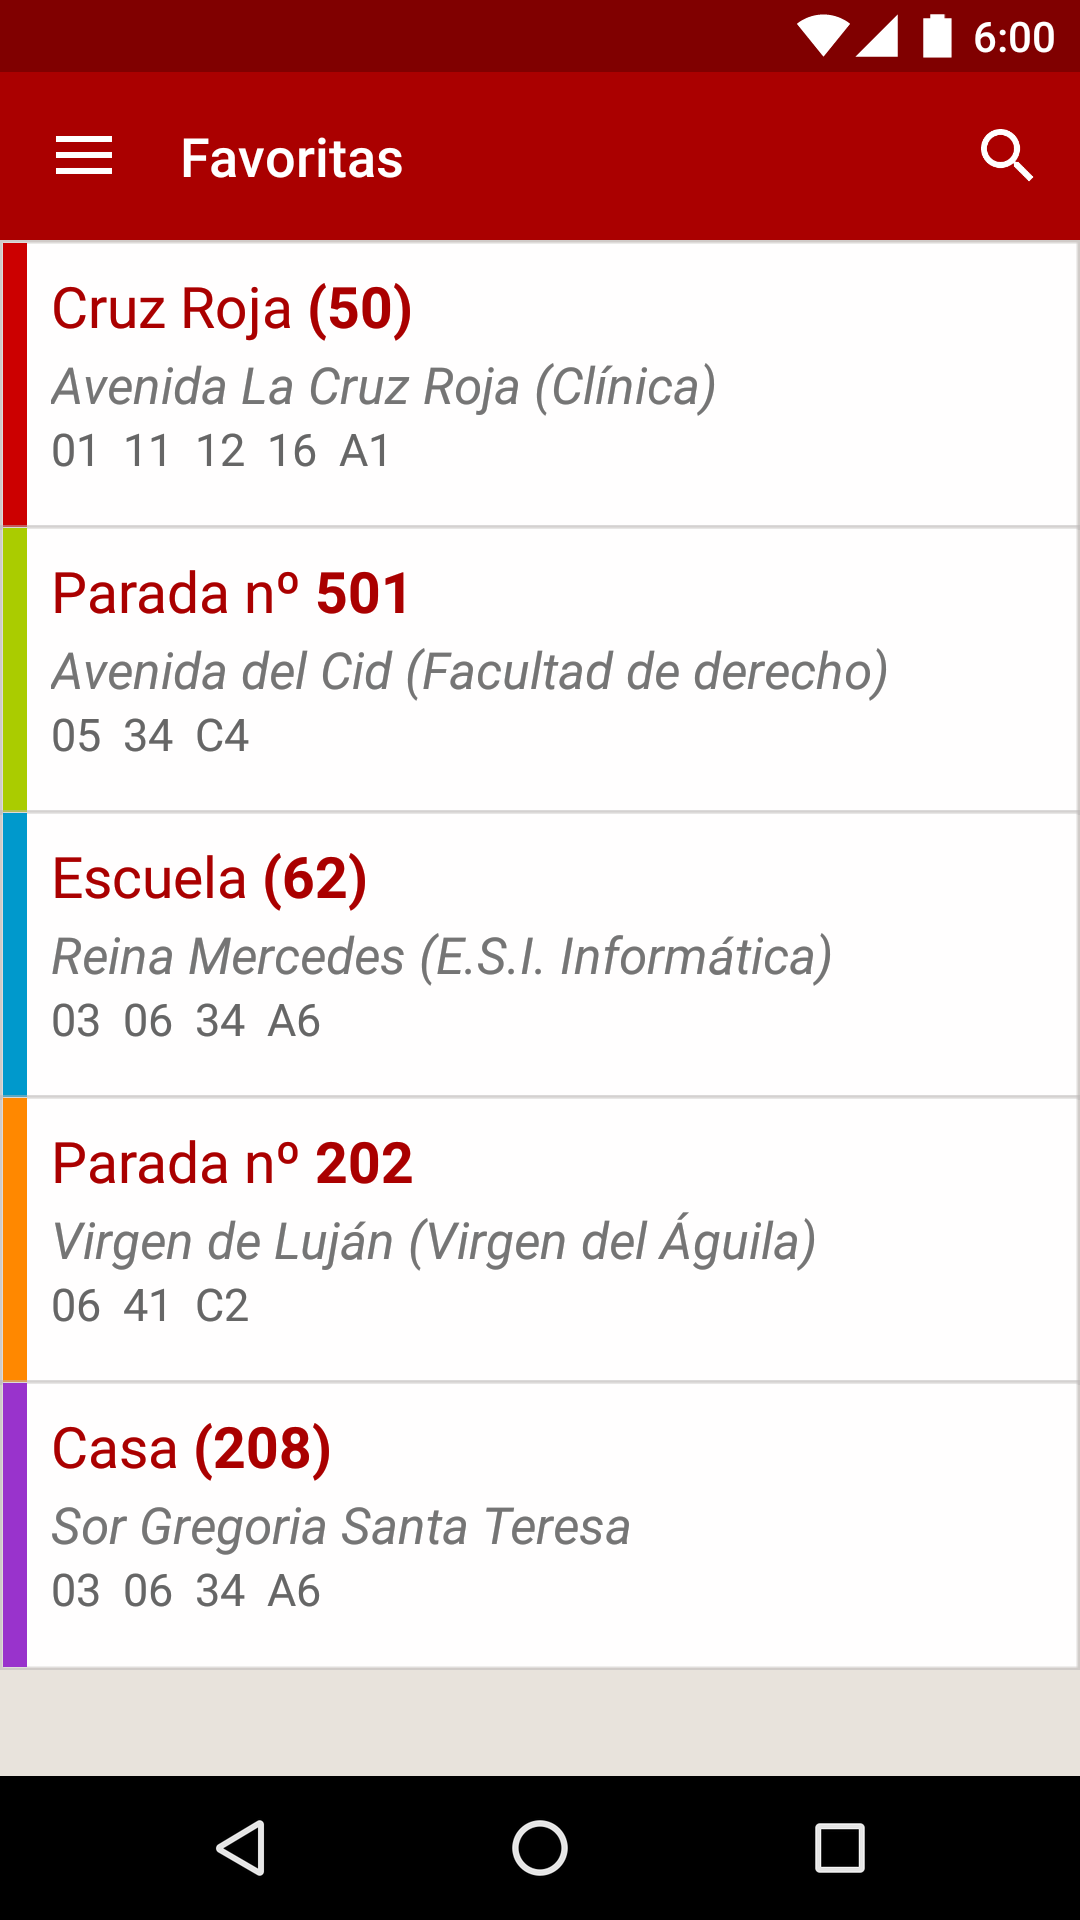 6:00
Favoritas
Cruz Roja (50)
Avenida La Cruz Roja (Clínica)
01 11 12 16 A1
Parada nº 501
Avenida del Cid (Facultad de derecho)
05 34 C4
Escuela (62)
Reina Mercedes (E.S.I. Informática)
03 06 34 A6
Parada nº 202
Virgen de Luján (Virgen del Águila)
06 41 C2
Casa (208)
Sor Gregoria Santa Teresa
03 06 34 A6